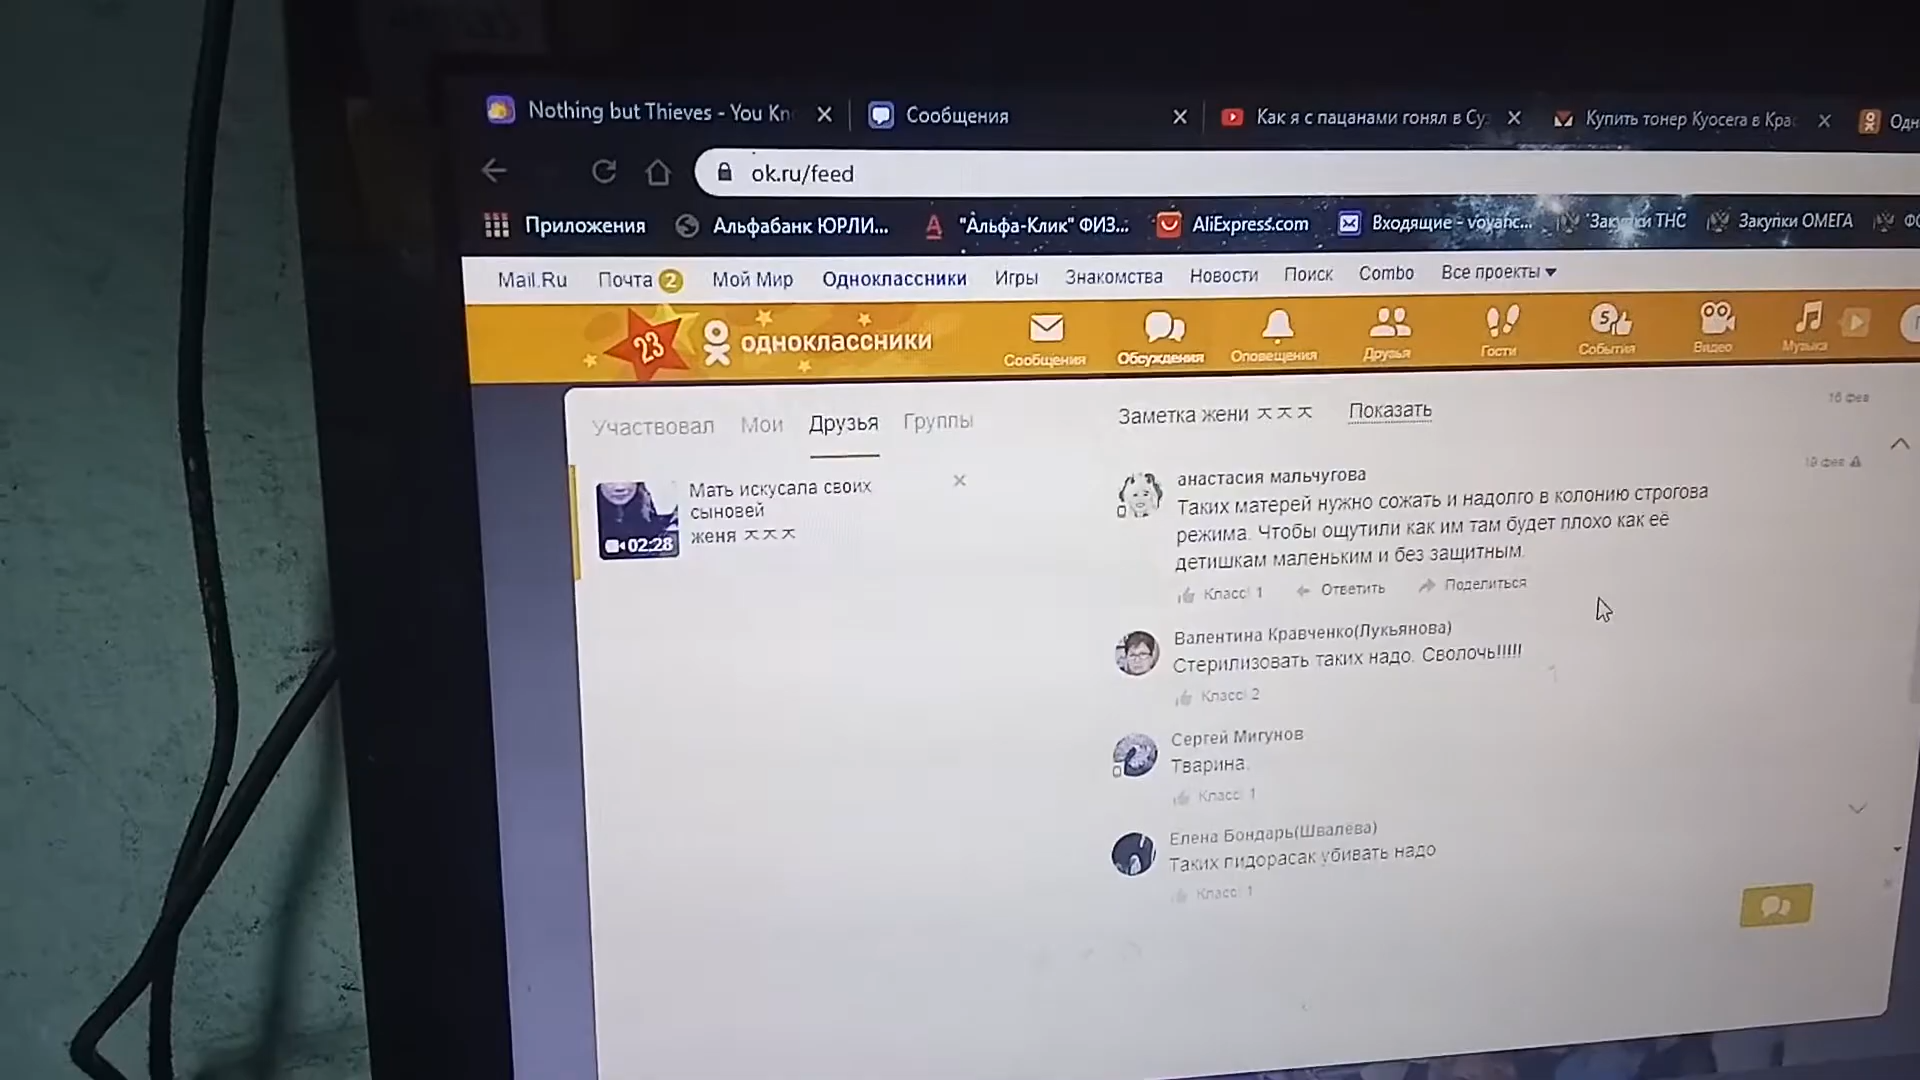 Nothing but Thieves - You Kn
Сообщения
Как я с пацанами гонял в Су
Купить тонер Kyocera в Кра
Одн
ok.ru/feed
Приложения
Альфабанк ЮРЛИ...
"Альфа-Клик" ФИЗ...
AliExpress.com
Входящие - voyanc...
Закупки ТНС
Закупки ОМЕГА
Mail.Ru
Почта 2
Мой Мир
Одноклассники
Игры
Знакомства
Новости
Поиск
Combo
Все проекты
23
одноклассники
Сообщения
Обсуждения
Оповещения
Друзья
Гости
5
События
Видео
Музыка
Участвовал
Мои
Друзья
Группы
Мать искусала своих
сыновей
женя ㅈㅈㅈ
02:28
Заметка жени ㅈㅈㅈ
Показать
16 фев
19 фев
анастасия мальчугова
Таких матерей нужно сожать и надолго в колонию строгова
режима. Чтобы ощутили как им там будет плохо как её
детишкам маленьким и без защитным.
Класс! 1
Ответить
Поделиться
Валентина Кравченко(Лукьянова)
Стерилизовать таких надо. Сволочь!!!!!
Класс! 2
Сергей Мигунов
Тварина.
Класс! 1
Елена Бондарь(Швалёва)
Таких пидорасак убивать надо
Класс! 1